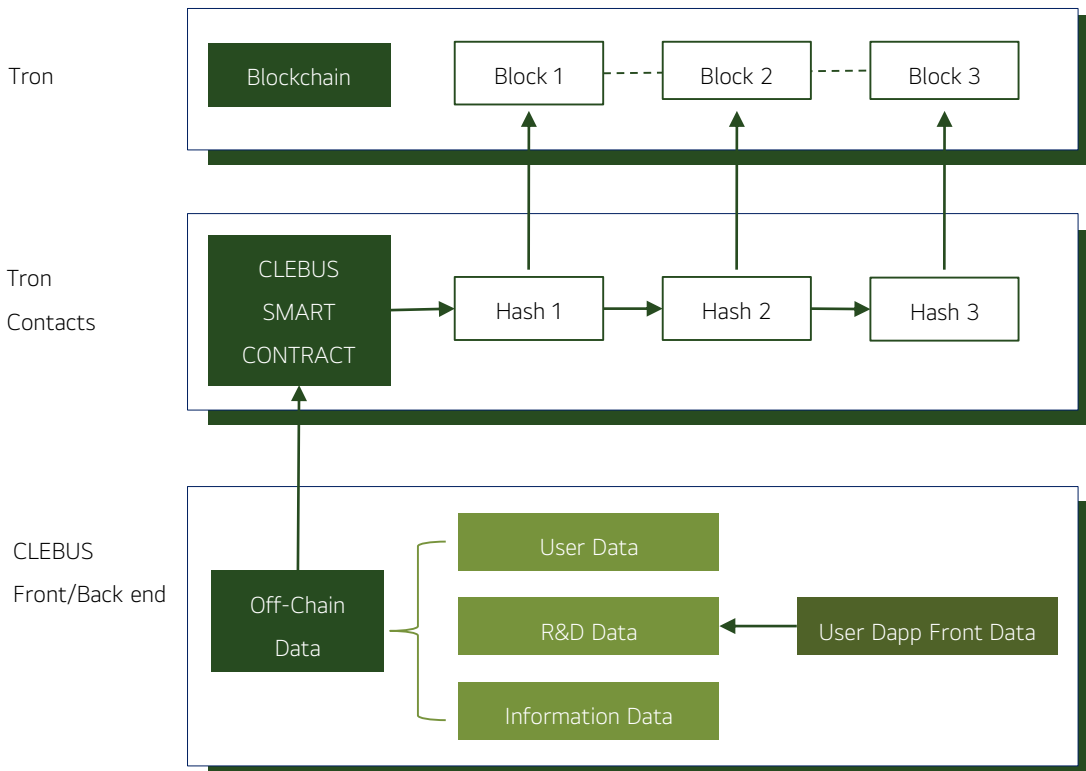 Tron
Blockchain
Block 1
Block 2
Block 3
Tron
Contacts
CLEBUS
SMART
CONTRACT
Hash 1
Hash 2
Hash 3
CLEBUS
Front/Back end
Off-Chain
Data
User Data
R&D Data
Information Data
User Dapp Front Data